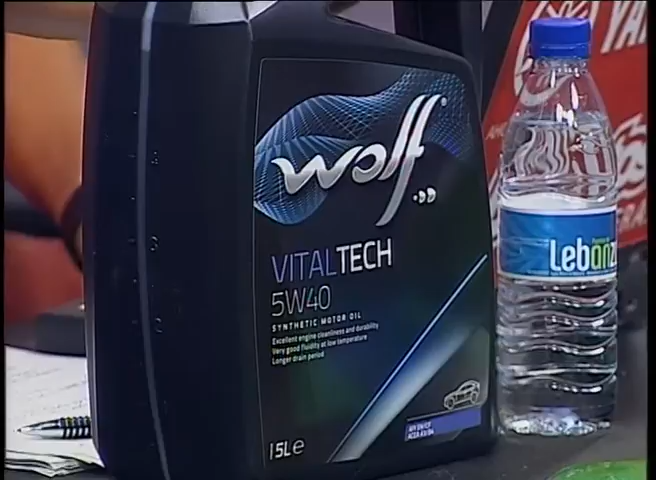 wolf
VITALTECH
5W40
SYNTHETIC MOTOR OIL
Excellent engine cleanliness and durability
Very good fluidity at low temperature
Longer drain period
5L e
Leban